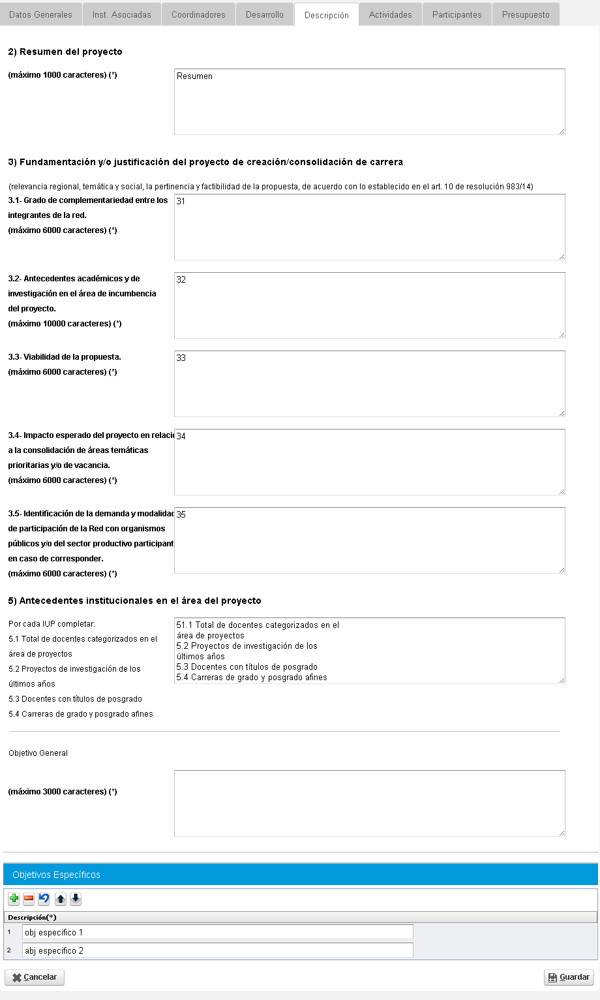 Datos Generales Inst. Asociadas Coordinadores Desarrollo Descripción Actividades Participantes Presupuesto
2) Resumen del proyecto
(máximo 1000 caracteres) (*)
Resumen
3) Fundamentación y/o justificación del proyecto de creación/consolidación de carrera
(relevancia regional, temática y social, la pertinencia y factibilidad de la propuesta, de acuerdo con lo establecido en el art. 10 de resolución 983/14)
3.1- Grado de complementariedad entre los
integrantes de la red.
(máximo 6000 caracteres) (*)
31
3.2- Antecedentes académicos y de
investigación en el área de incumbencia
del proyecto.
(máximo 10000 caracteres) (*)
32
3.3- Viabilidad de la propuesta.
(máximo 6000 caracteres) (*)
33
3.4- Impacto esperado del proyecto en relació
a la consolidación de áreas temáticas
prioritarias y/o de vacancia.
(máximo 6000 caracteres) (*)
34
3.5- Identificación de la demanda y modalidad
de participación de la Red con organismos
públicos y/o del sector productivo participant
en caso de corresponder.
(máximo 6000 caracteres) (*)
35
5) Antecedentes institucionales en el área del proyecto
Por cada IUP completar:
5.1 Total de docentes categorizados en el
área de proyectos
5.2 Proyectos de investigación de los
últimos años
5.3 Docentes con títulos de posgrado
5.4 Carreras de grado y posgrado afines
51.1 Total de docentes categorizados en el
área de proyectos
5.2 Proyectos de investigación de los
últimos años
5.3 Docentes con títulos de posgrado
5.4 Carreras de grado y posgrado afines
Objetivo General
(máximo 3000 caracteres) (*)
Objetivos Específicos
Descripción(*)
1 obj especifico 1
2 abj especifico 2
Cancelar Guardar